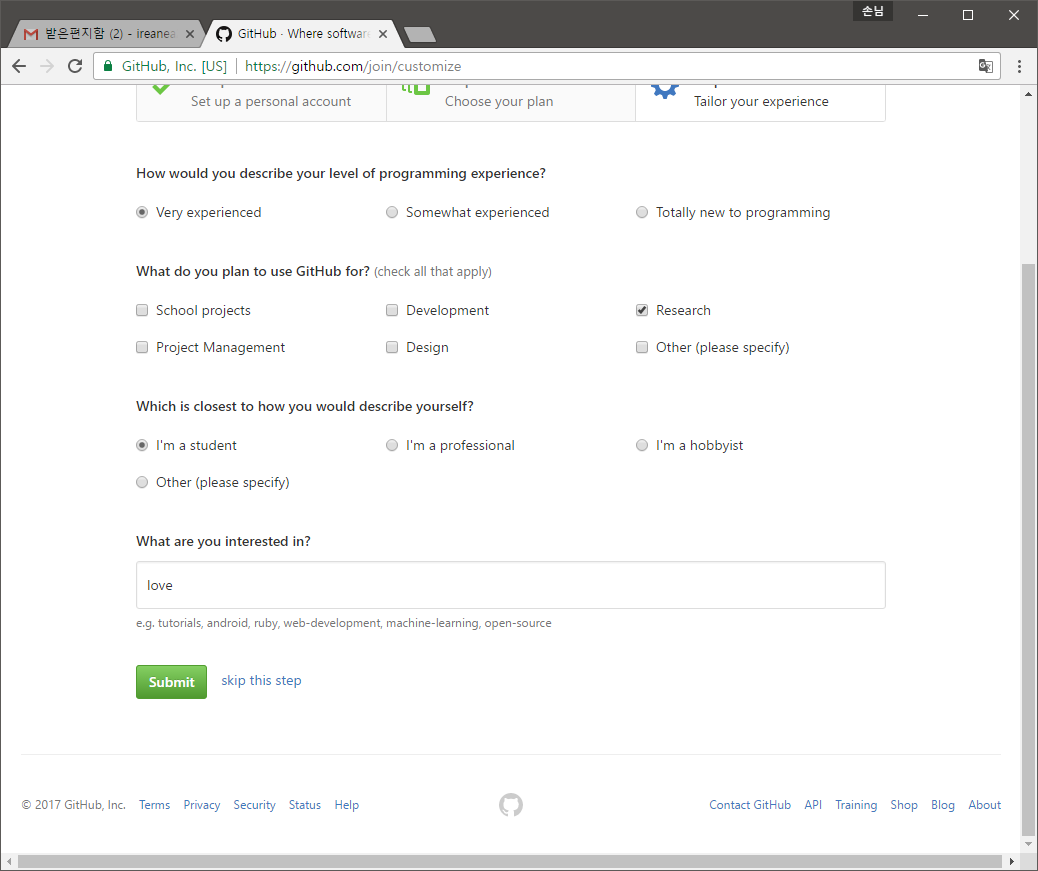 손님
받은편지함 (2) - ireanea
GitHub · Where software
GitHub, Inc. [US] https://github.com/join/customize
Set up a personal account
Choose your plan
Tailor your experience
How would you describe your level of programming experience?
Very experienced
Somewhat experienced
Totally new to programming
What do you plan to use GitHub for? (check all that apply)
School projects
Development
Research
Project Management
Design
Other (please specify)
Which is closest to how you would describe yourself?
I'm a student
I'm a professional
I'm a hobbyist
Other (please specify)
What are you interested in?
love
e.g. tutorials, android, ruby, web-development, machine-learning, open-source
Submit
skip this step
© 2017 GitHub, Inc. Terms Privacy Security Status Help
Contact GitHub API Training Shop Blog About